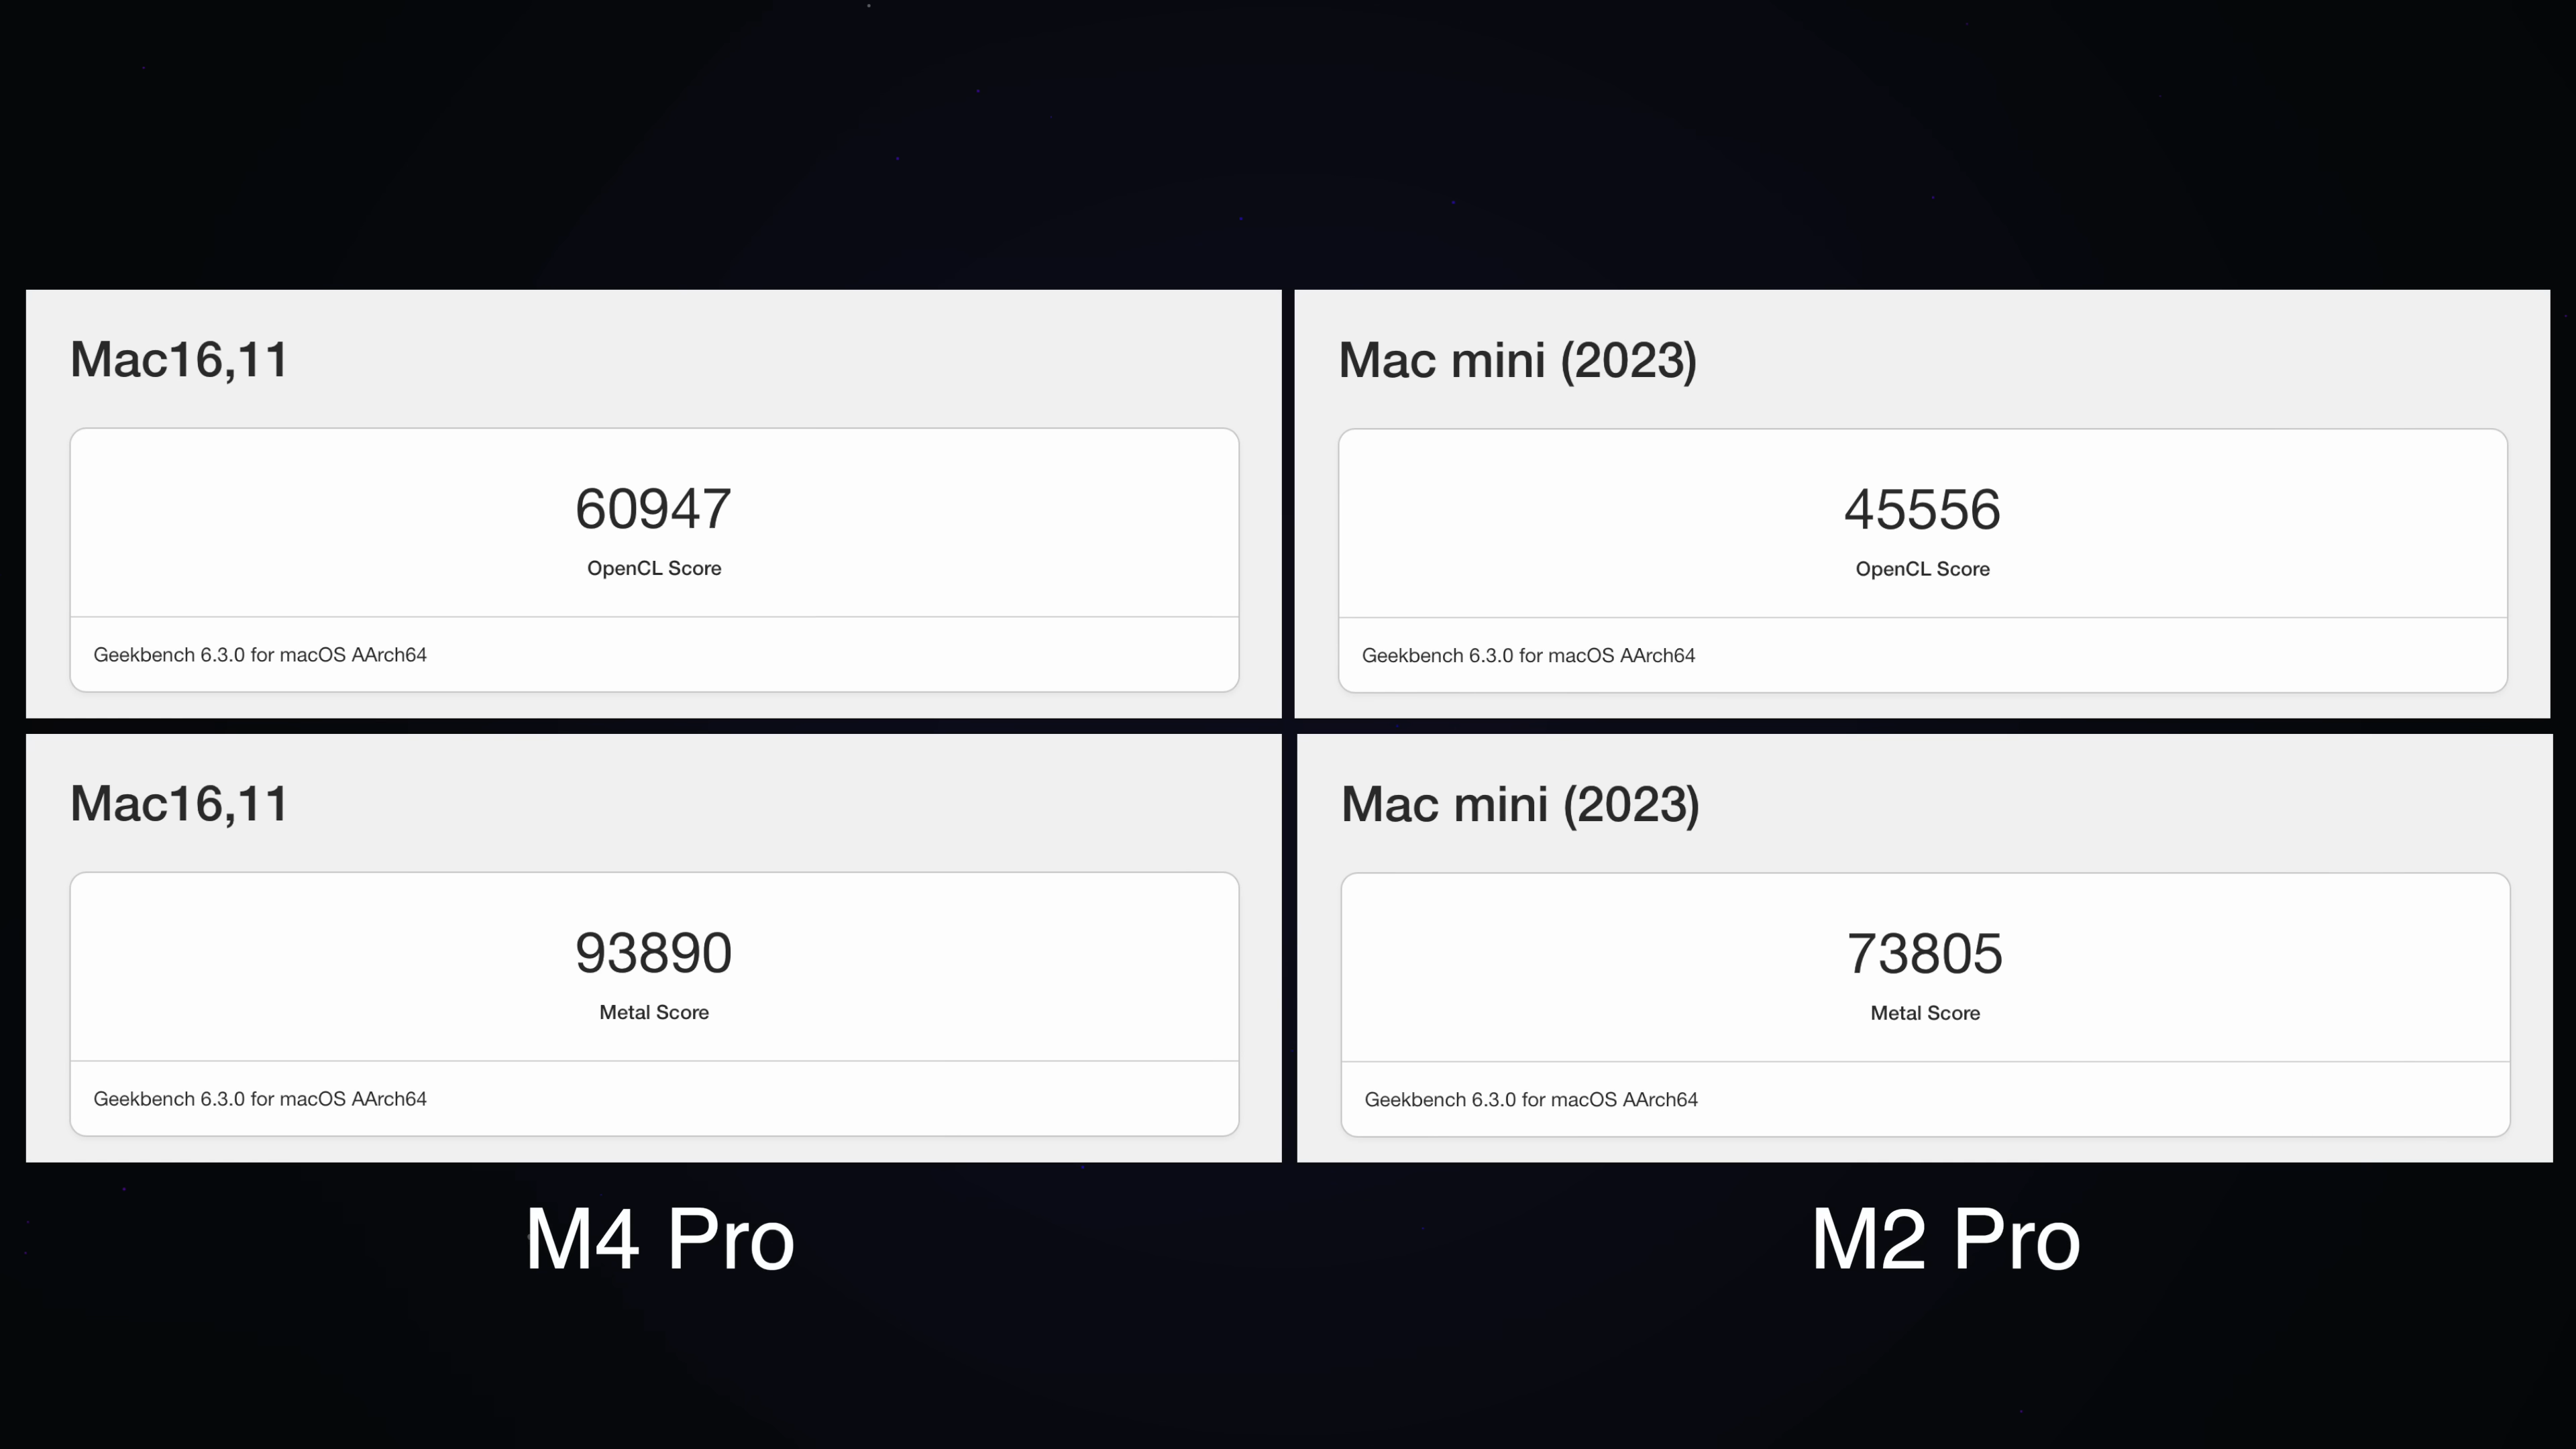 Mac16,11
60947
OpenCL Score
Geekbench 6.3.0 for macOS AArch64
Mac mini (2023)
45556
OpenCL Score
Geekbench 6.3.0 for macOS AArch64
Mac16,11
93890
Metal Score
Geekbench 6.3.0 for macOS AArch64
Mac mini (2023)
73805
Metal Score
Geekbench 6.3.0 for macOS AArch64
M4 Pro
M2 Pro